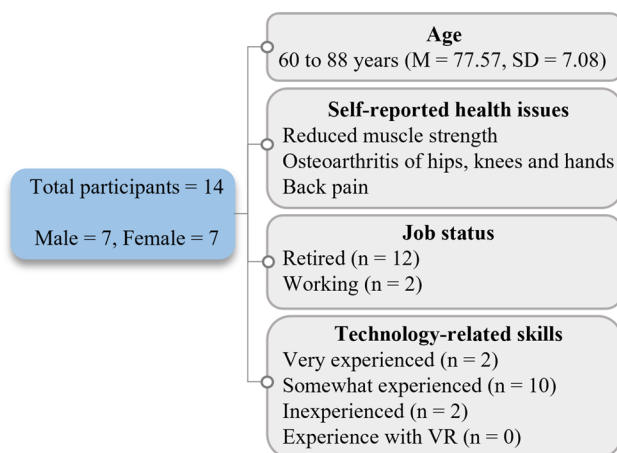 Total participants = 14
Male = 7, Female = 7
Age
60 to 88 years (M = 77.57, SD = 7.08)
Self-reported health issues
Reduced muscle strength
Osteoarthritis of hips, knees and hands
Back pain
Job status
Retired (n = 12)
Working (n = 2)
Technology-related skills
Very experienced (n = 2)
Somewhat experienced (n = 10)
Inexperienced (n = 2)
Experience with VR (n = 0)